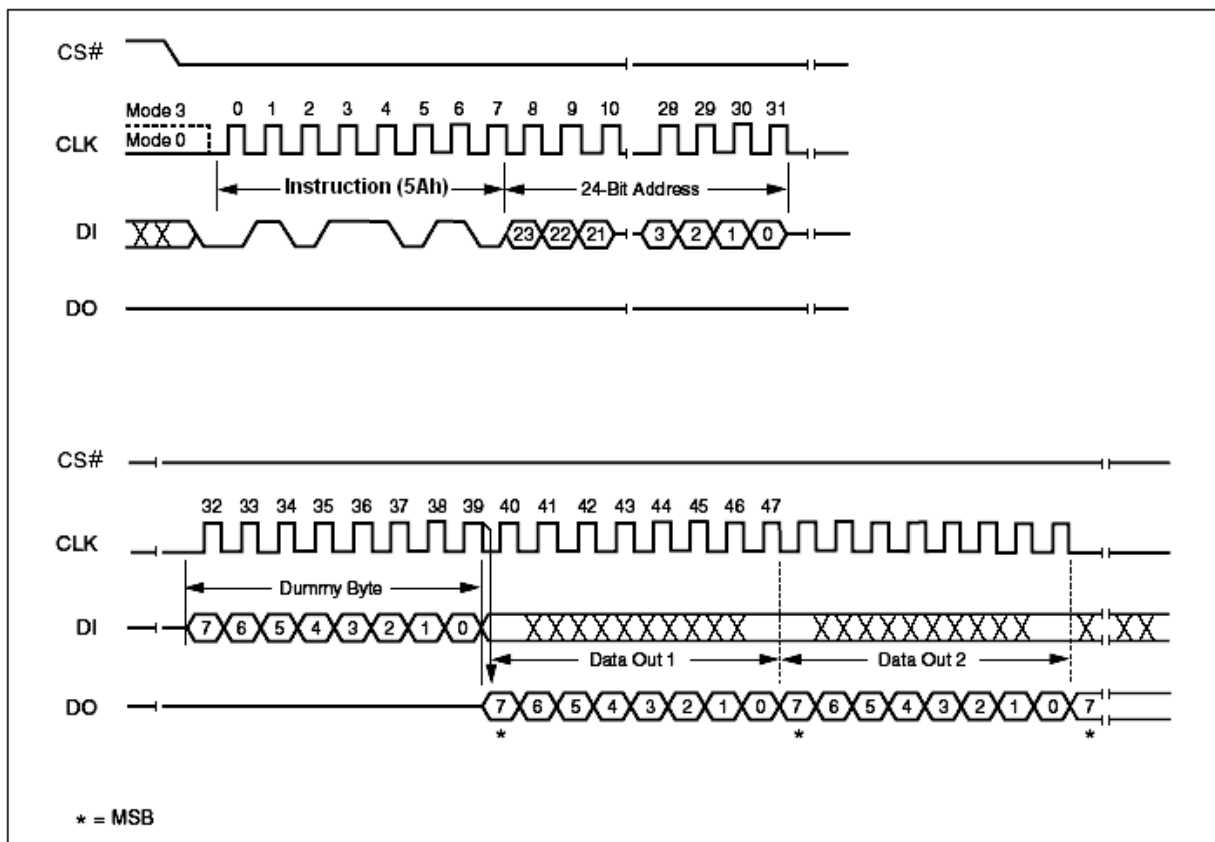 CS#
Mode 3
0 1 2 3 4 5 6 7 8 9 10 28 29 30 31
CLK
Mode 0
Instruction (5Ah)
24-Bit Address
DI
23 22 21 3 2 1 0
DO
CS#
32 33 34 35 36 37 38 39 40 41 42 43 44 45 46 47
CLK
Dummy Byte
DI
7 6 5 4 3 2 1 0
Data Out 1
Data Out 2
DO
7 6 5 4 3 2 1 0 7 6 5 4 3 2 1 0 7
* * *
* = MSB